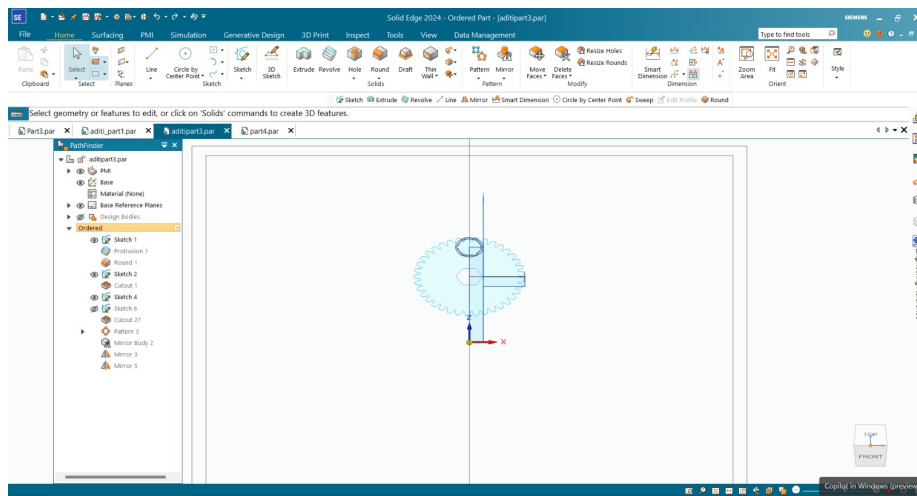 SE
Solid Edge 2024 - Ordered Part - [aditipart3.par]
SIEMENS
File Home Surfacing PMI Simulation Generative Design 3D Print Inspect Tools View Data Management
Type to find tools
Paste
Clipboard
Select
Select
Planes
Line
Circle by Center Point
Sketch
3D Sketch
Sketch
Extrude Revolve Hole Round Draft Thin Wall
Solids
Pattern Mirror
Pattern
Move Faces Delete Faces
Resize Holes
Resize Rounds
Modify
Smart Dimension
Dimension
Zoom Area
Fit
Orient
Style
Sketch Extrude Revolve Line Mirror Smart Dimension Circle by Center Point Sweep Edit Profile Round
Select geometry or features to edit, or click on 'Solids' commands to create 3D features.
Part3.par aditi_part1.par aditipart3.par part4.par
PathFinder
aditipart3.par
PMI
Base
Material (None)
Base Reference Planes
Design Bodies
Ordered
Sketch 1
Protrusion 1
Round 1
Sketch 2
Cutout 1
Sketch 4
Sketch 6
Cutout 27
Pattern 3
Mirror Body 2
Mirror 3
Mirror 5
Z
X
TOP
FRONT
Copilot in Windows (preview